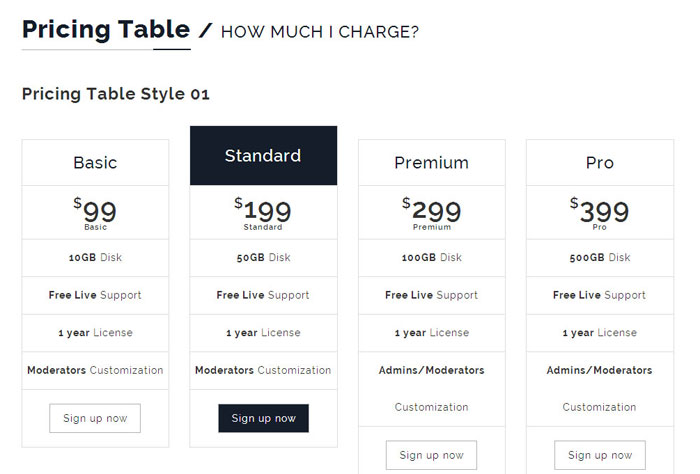 Pricing Table / HOW MUCH I CHARGE?
Pricing Table Style 01
Basic
$99
Basic
10GB Disk
Free Live Support
1 year License
Moderators Customization
Sign up now
Standard
$199
Standard
50GB Disk
Free Live Support
1 year License
Moderators Customization
Sign up now
Premium
$299
Premium
100GB Disk
Free Live Support
1 year License
Admins/Moderators
Customization
Sign up now
Pro
$399
Pro
500GB Disk
Free Live Support
1 year License
Admins/Moderators
Customization
Sign up now